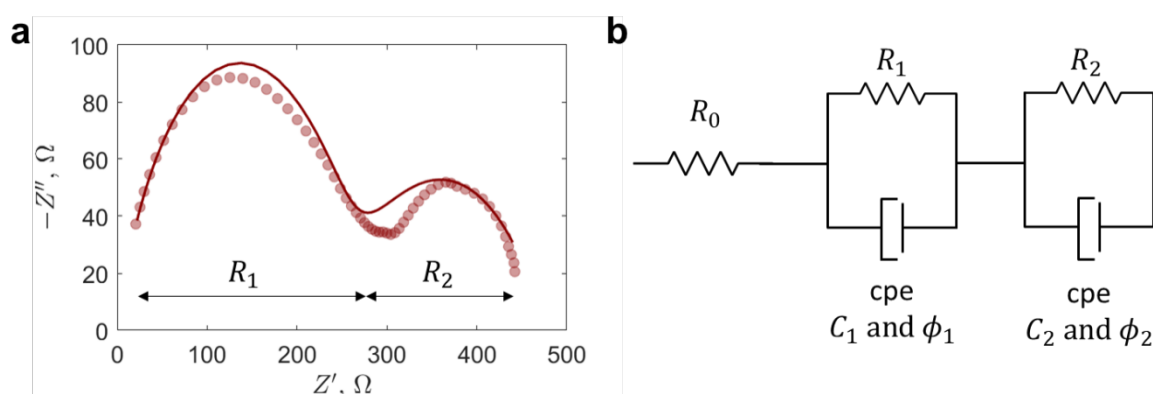 a
100
80
60
40
20
0
−Z′′, Ω
R₁
R₂
0 100 200 300 400 500
Z′, Ω
b
R₀
R₁
R₂
cpe
C₁ and ϕ₁
cpe
C₂ and ϕ₂